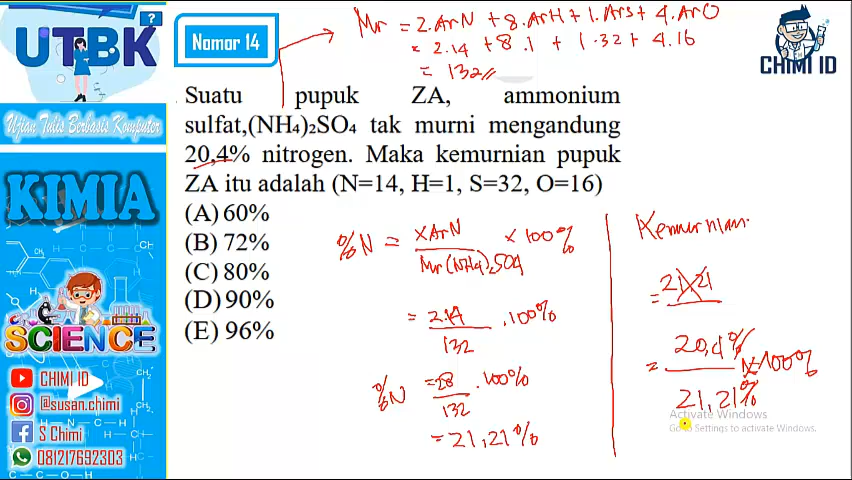 UTBK
Ujian Tulis Berbasis Komputer
KIMIA
SCIENCE
CHIMI ID
@susan.chimi
S Chimi
081217692303
Nomor 14
CHIMI ID
Mr = 2.ArN + 8.ArH + 1.ArS + 4.ArO
= 2.14 + 8.1 + 1.32 + 4.16
= 132
Suatu pupuk ZA, ammonium
sulfat,(NH₄)₂SO₄ tak murni mengandung
20,4% nitrogen. Maka kemurnian pupuk
ZA itu adalah (N=14, H=1, S=32, O=16)
(A) 60%
(B) 72%
(C) 80%
(D) 90%
(E) 96%
%N = XArN / Mr(NH4)2SO4 x 100%
= 2.14 / 132 . 100%
%N = 28 / 132 . 100%
= 21,21%
Kemurnian
= 21,21
= 20,4% / 21,21% x 100%
Activate Windows
Go to Settings to activate Windows.